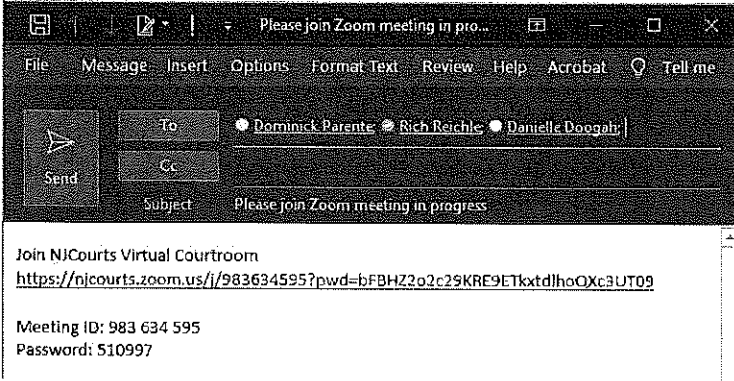 Please join Zoom meeting in pro...
File Message Insert Options Format Text Review Help Acrobat Tell me
To
Dominick Parente; Rich Reichle; Danielle Doogah;
Cc
Send
Subject
Please join Zoom meeting in progress
Join NJCourts Virtual Courtroom
https://njcourts.zoom.us/j/983634595?pwd=bFBHZ2o2c29KRE9ETkxtdlhoQXc3UT09
Meeting ID: 983 634 595
Password: 510997